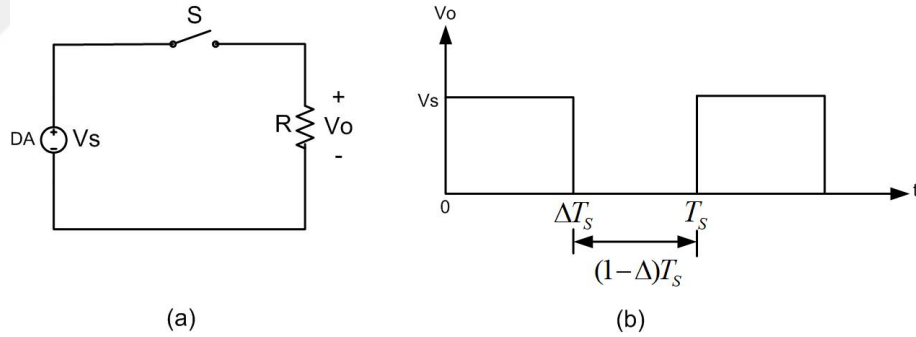 S
DA
Vs
R
+
Vo
-
(a)
Vo
Vs
0
ΔT_S
T_S
t
(1-Δ)T_S
(b)